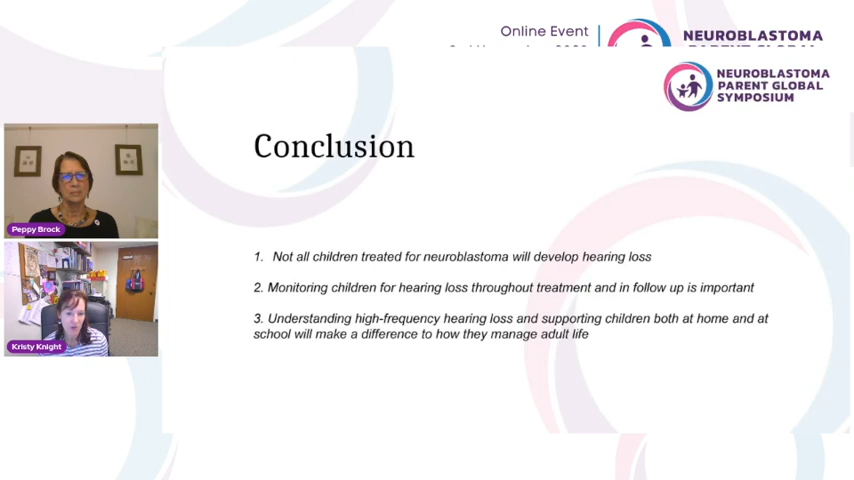 Online Event
NEUROBLASTOMA
NEUROBLASTOMA
PARENT GLOBAL
SYMPOSIUM
Conclusion
Peppy Brock
Kristy Knight
1. Not all children treated for neuroblastoma will develop hearing loss
2. Monitoring children for hearing loss throughout treatment and in follow up is important
3. Understanding high-frequency hearing loss and supporting children both at home and at
school will make a difference to how they manage adult life